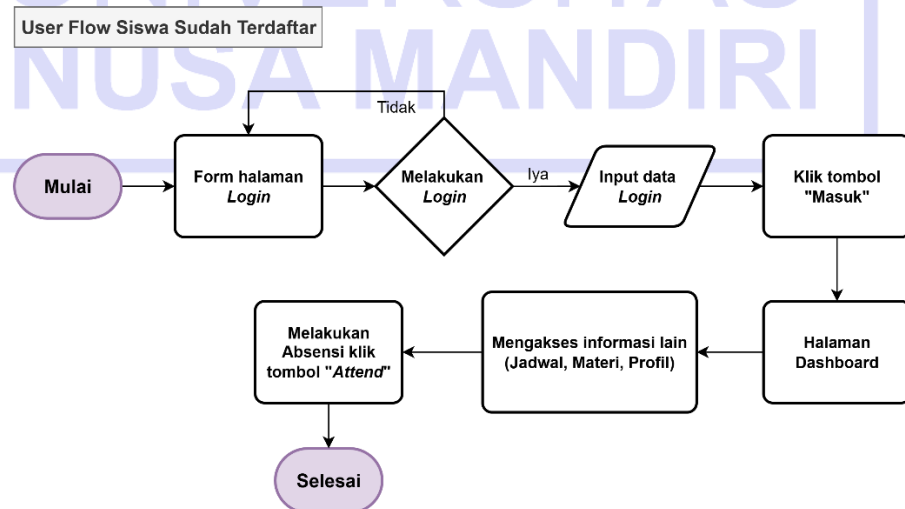 UNIVERSITAS
NUSA MANDIRI
User Flow Siswa Sudah Terdaftar
Tidak
Mulai
Form halaman
Login
Melakukan
Login
Iya
Input data
Login
Klik tombol
"Masuk"
Melakukan
Absensi klik
tombol "Attend"
Mengakses informasi lain
(Jadwal, Materi, Profil)
Halaman
Dashboard
Selesai